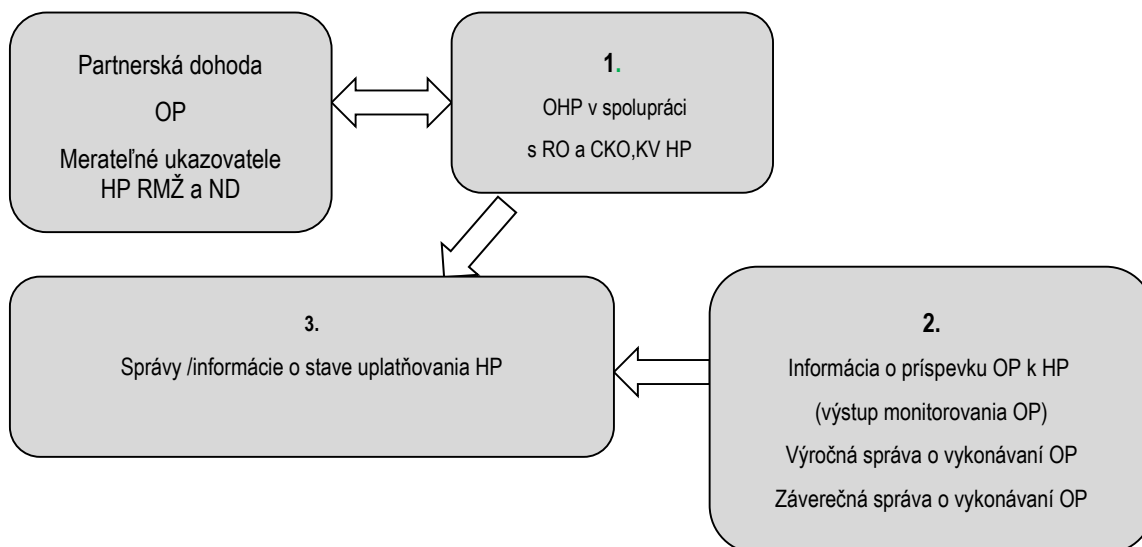 Partnerská dohoda
OP
Merateľné ukazovatele
HP RMŽ a ND
1.
OHP v spolupráci
s RO a CKO,KV HP
3.
Správy /informácie o stave uplatňovania HP
2.
Informácia o príspevku OP k HP
(výstup monitorovania OP)
Výročná správa o vykonávaní OP
Záverečná správa o vykonávaní OP